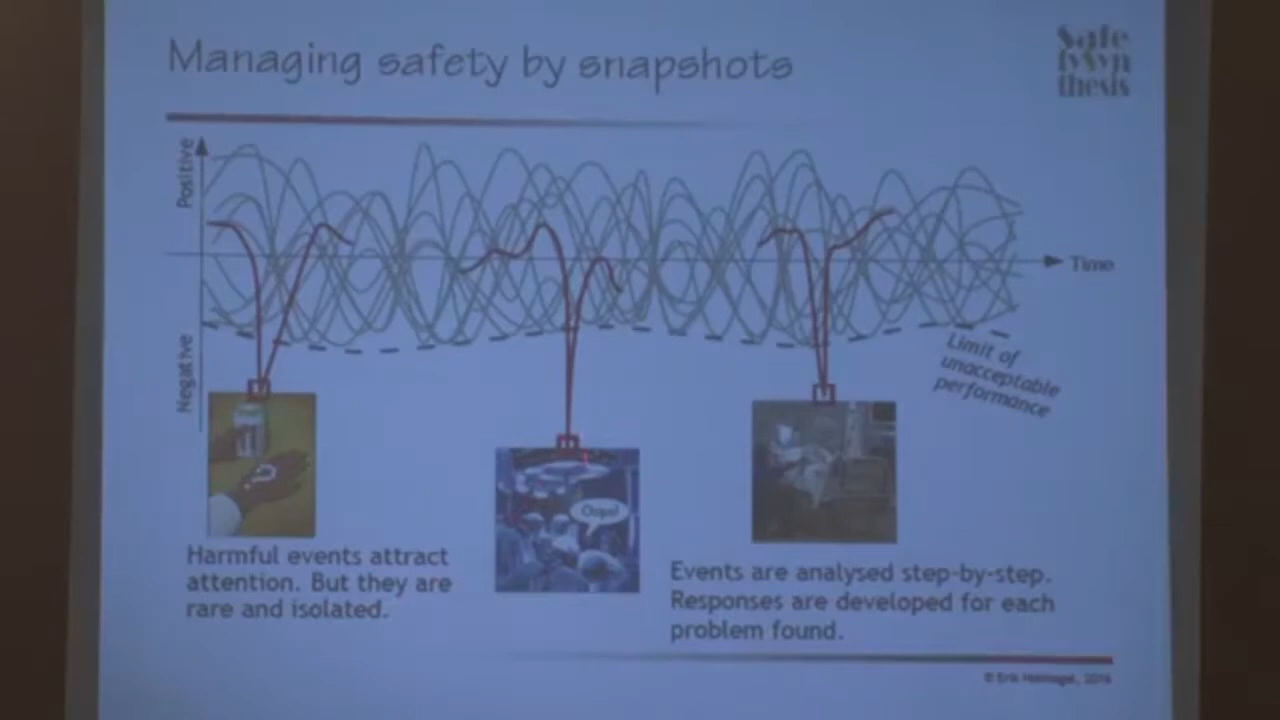 Managing safety by snapshots
Safe
tySyn
thesis
Positive
Time
Negative
Limit of
unacceptable
performance
?
Oops!
Harmful events attract
attention. But they are
rare and isolated.
Events are analysed step-by-step.
Responses are developed for each
problem found.
© Erik Hollnagel, 2016